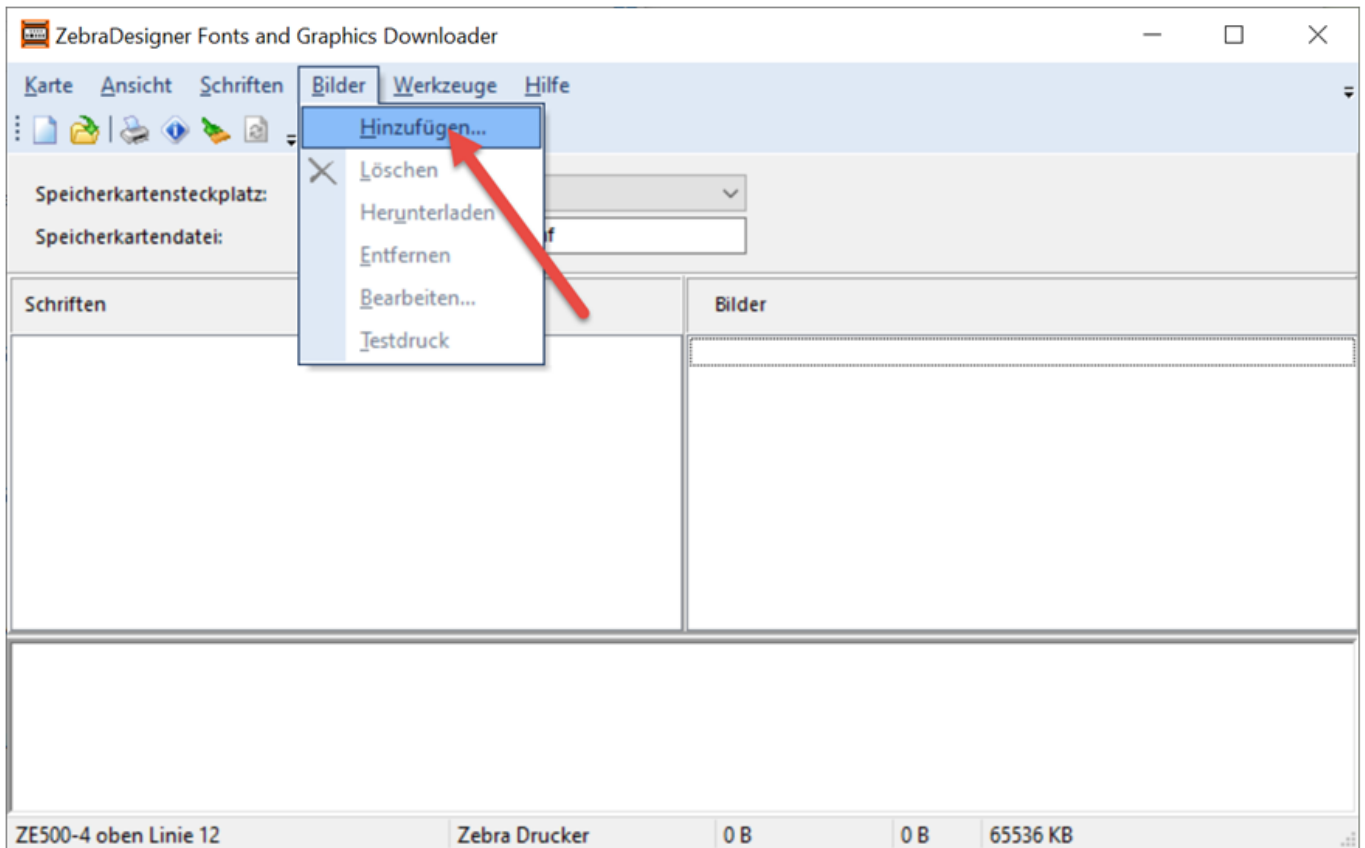 ZebraDesigner Fonts and Graphics Downloader
Karte Ansicht Schriften Bilder Werkzeuge Hilfe
Hinzufügen...
Löschen
Herunterladen
Entfernen
Bearbeiten...
Testdruck
Speicherkartensteckplatz:
Speicherkartendatei:
Schriften
Bilder
ZE500-4 oben Linie 12 Zebra Drucker 0 B 0 B 65536 KB